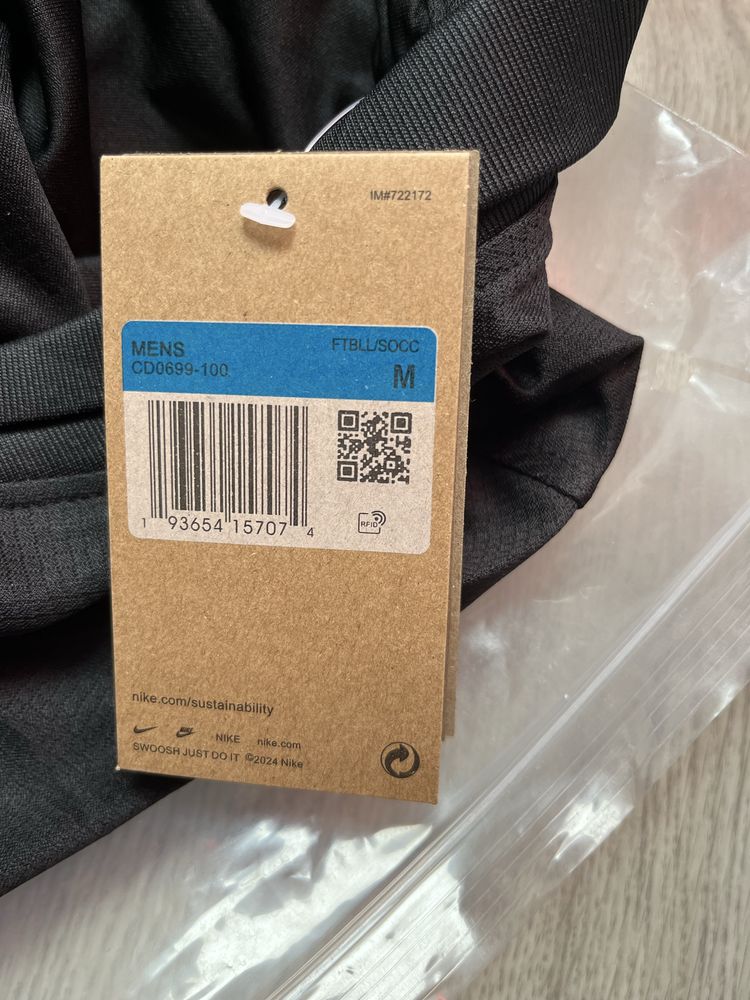 IM#722172
MENS
FTBLL/SOCC
CD0699-100
M
1 93654 15707 4
RFID
nike.com/sustainability
NIKE nike.com
SWOOSH JUST DO IT ©2024 Nike